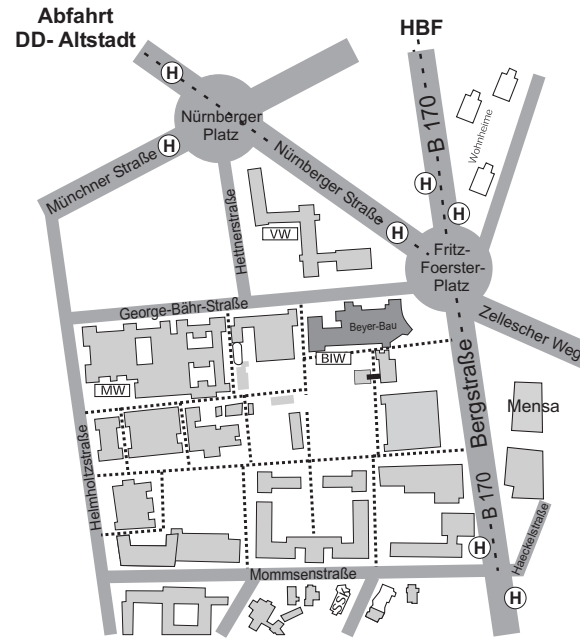 Abfahrt
DD- Altstadt
HBF
H
H
Nürnberger
Platz
B 170
Wohnheime
Münchner Straße
H
Nürnberger Straße
H
Hettnerstraße
H
VW
H
Fritz-
Foerster-
Platz
George-Bähr-Straße
Zellescher Weg
Beyer-Bau
BIW
MW
Bergstraße
Mensa
Helmholtzstraße
B 170
Haeckelstraße
H
Mommsenstraße
SSK
H